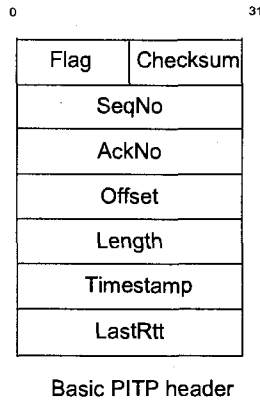 0 31
Flag Checksum
SeqNo
AckNo
Offset
Length
Timestamp
LastRtt
Basic PITP header